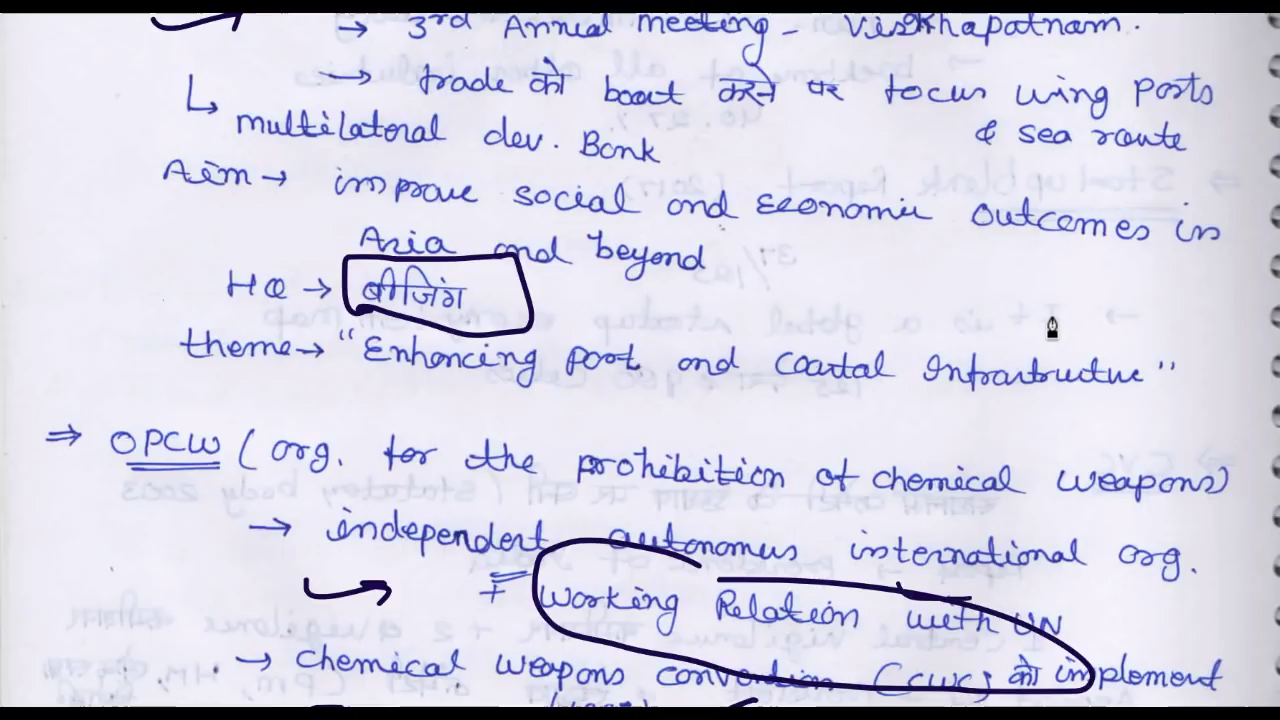 → 3rd Annual meeting - Visakhapatnam.
→ trade को boost करने पर focus using ports
& sea route
multilateral dev. Bank
Aim → improve social and economic outcomes in
Asia and beyond
HQ → बीजिंग
theme → "Enhancing port and coastal Infrastructure"
⇒ OPCW (org. for the prohibition of chemical weapons)
→ independent autonomus international org.
+ working Relation with UN
→ chemical weapons convention (CWC) को implement